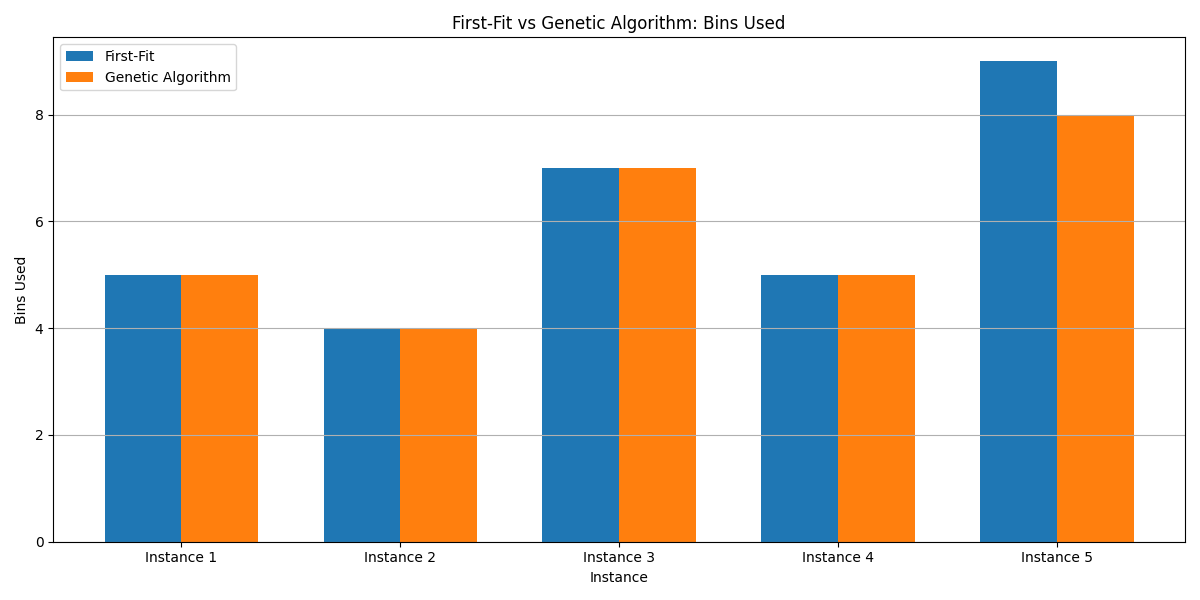 First-Fit vs Genetic Algorithm: Bins Used
First-Fit
Genetic Algorithm
Bins Used
8
6
4
2
0
Instance 1 Instance 2 Instance 3 Instance 4 Instance 5
Instance